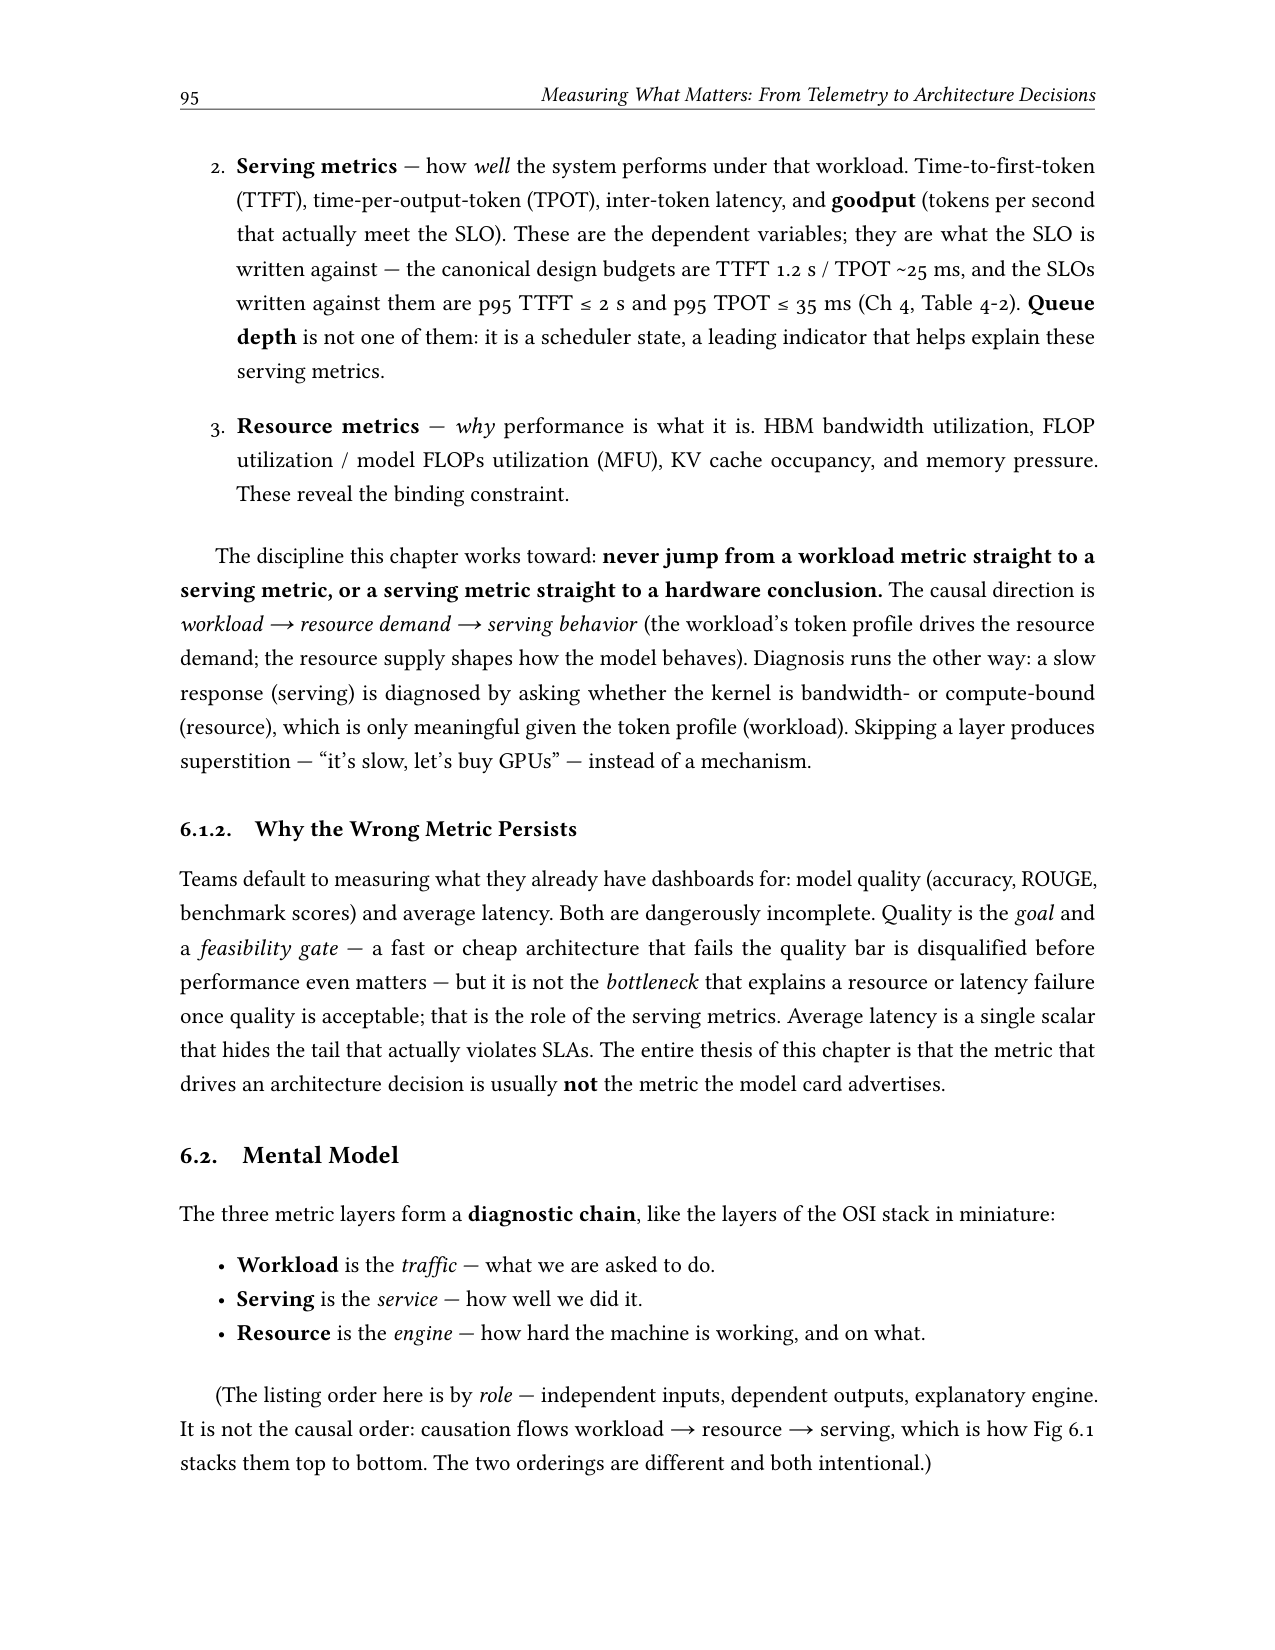 95
Measuring What Matters: From Telemetry to Architecture Decisions
2. Serving metrics — how well the system performs under that workload. Time-to-first-token
(TTFT), time-per-output-token (TPOT), inter-token latency, and goodput (tokens per second
that actually meet the SLO). These are the dependent variables; they are what the SLO is
written against — the canonical design budgets are TTFT 1.2 s / TPOT ~25 ms, and the SLOs
written against them are p95 TTFT ≤ 2 s and p95 TPOT ≤ 35 ms (Ch 4, Table 4-2). Queue
depth is not one of them: it is a scheduler state, a leading indicator that helps explain these
serving metrics.
3. Resource metrics — why performance is what it is. HBM bandwidth utilization, FLOP
utilization / model FLOPs utilization (MFU), KV cache occupancy, and memory pressure.
These reveal the binding constraint.
The discipline this chapter works toward: never jump from a workload metric straight to a
serving metric, or a serving metric straight to a hardware conclusion. The causal direction is
workload → resource demand → serving behavior (the workload’s token profile drives the resource
demand; the resource supply shapes how the model behaves). Diagnosis runs the other way: a slow
response (serving) is diagnosed by asking whether the kernel is bandwidth- or compute-bound
(resource), which is only meaningful given the token profile (workload). Skipping a layer produces
superstition — “it’s slow, let’s buy GPUs” — instead of a mechanism.
6.1.2. Why the Wrong Metric Persists
Teams default to measuring what they already have dashboards for: model quality (accuracy, ROUGE,
benchmark scores) and average latency. Both are dangerously incomplete. Quality is the goal and
a feasibility gate — a fast or cheap architecture that fails the quality bar is disqualified before
performance even matters — but it is not the bottleneck that explains a resource or latency failure
once quality is acceptable; that is the role of the serving metrics. Average latency is a single scalar
that hides the tail that actually violates SLAs. The entire thesis of this chapter is that the metric that
drives an architecture decision is usually not the metric the model card advertises.
6.2. Mental Model
The three metric layers form a diagnostic chain, like the layers of the OSI stack in miniature:
• Workload is the traffic — what we are asked to do.
• Serving is the service — how well we did it.
• Resource is the engine — how hard the machine is working, and on what.
(The listing order here is by role — independent inputs, dependent outputs, explanatory engine.
It is not the causal order: causation flows workload → resource → serving, which is how Fig 6.1
stacks them top to bottom. The two orderings are different and both intentional.)